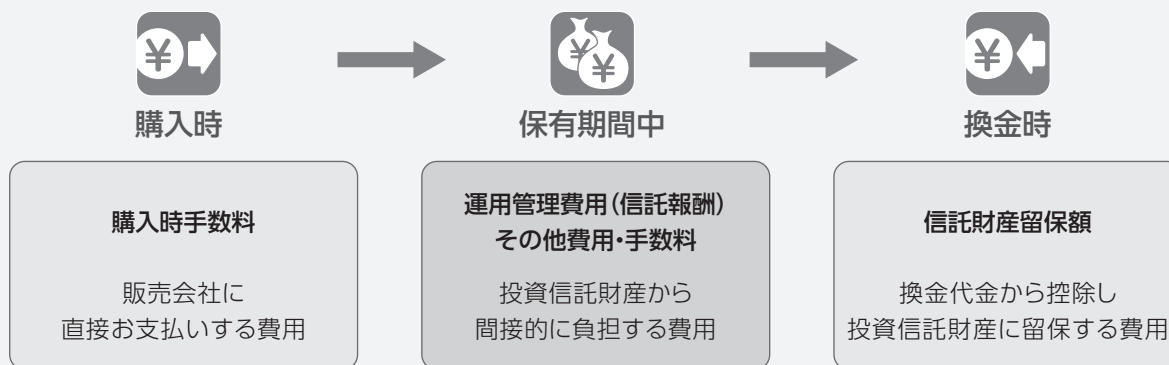 購入時
保有期間中
換金時
購入時手数料
販売会社に
直接お支払いする費用
運用管理費用(信託報酬)
その他費用・手数料
投資信託財産から
間接的に負担する費用
信託財産留保額
換金代金から控除し
投資信託財産に留保する費用